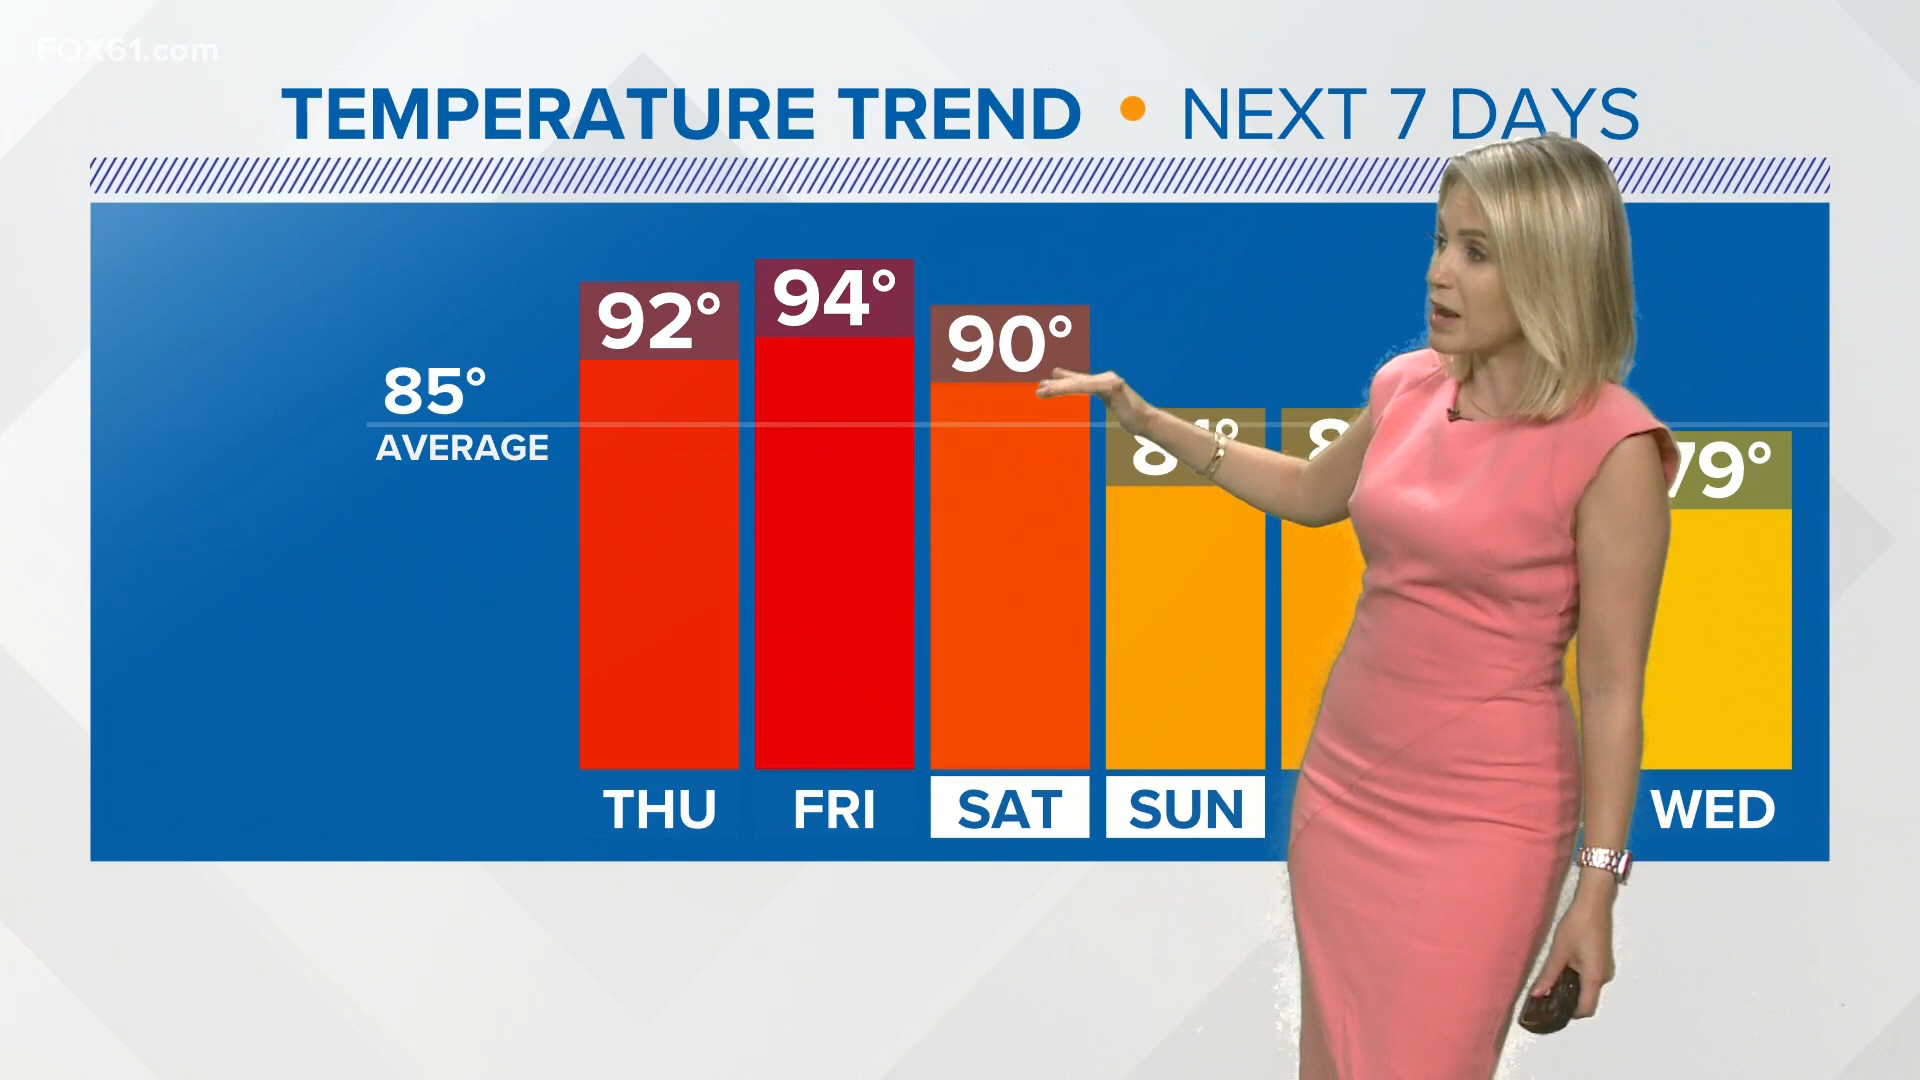 FOX61.com
TEMPERATURE TREND • NEXT 7 DAYS
92°
94°
90°
85°
AVERAGE
79°
THU
FRI
SAT
SUN
WED